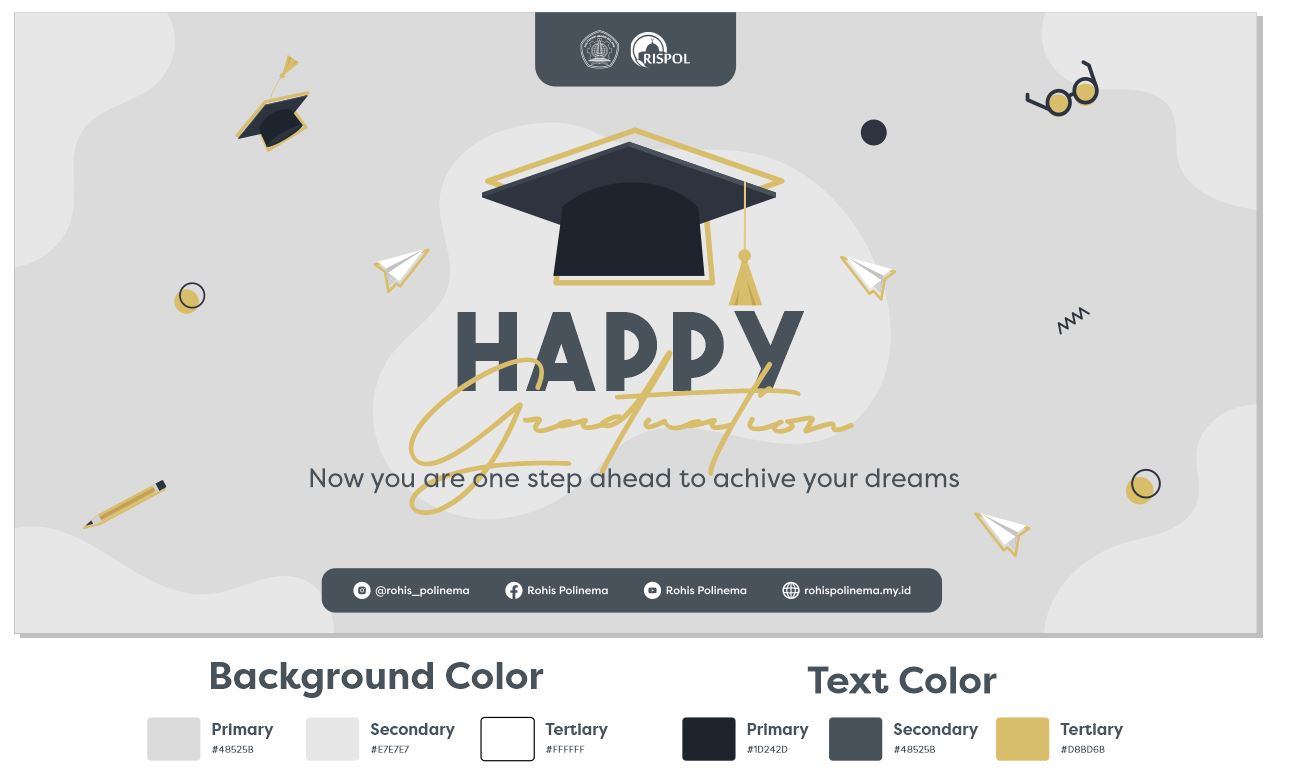 RISPOL
HAPPY
Graduation
Now you are one step ahead to achive your dreams
@rohis_polinema
Rohis Polinema
Rohis Polinema
rohispolinema.my.id
Background Color
Text Color
Primary
#48525B
Secondary
#E7E7E7
Tertiary
#FFFFFF
Primary
#1D242D
Secondary
#48525B
Tertiary
#D8BD6B